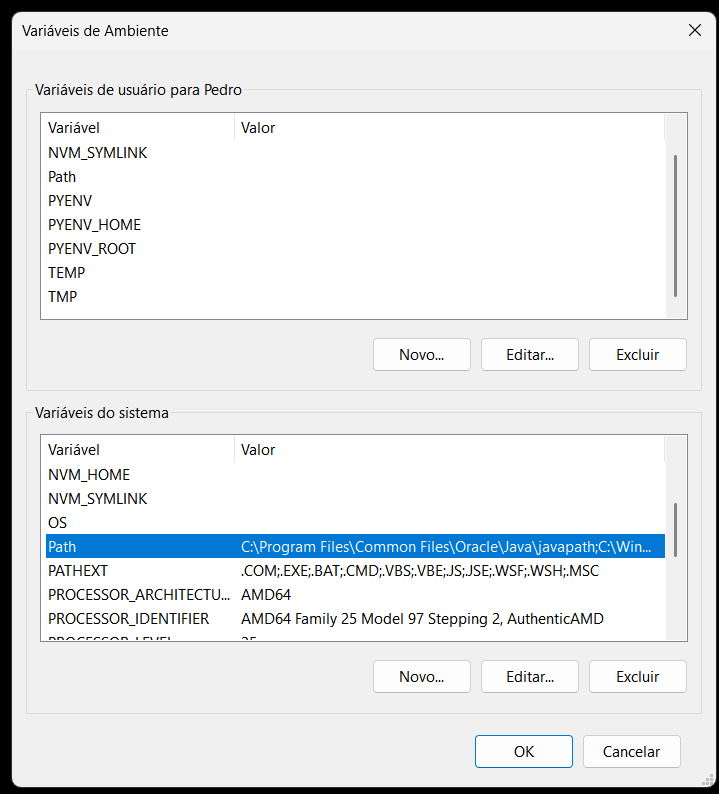 Variáveis de Ambiente
Variáveis de usuário para Pedro
Variável Valor
NVM_SYMLINK
Path
PYENV
PYENV_HOME
PYENV_ROOT
TEMP
TMP
Novo... Editar... Excluir
Variáveis do sistema
Variável Valor
NVM_HOME
NVM_SYMLINK
OS
Path C:\Program Files\Common Files\Oracle\Java\javapath;C:\Win...
PATHEXT .COM;.EXE;.BAT;.CMD;.VBS;.VBE;.JS;.JSE;.WSF;.WSH;.MSC
PROCESSOR_ARCHITECTU... AMD64
PROCESSOR_IDENTIFIER AMD64 Family 25 Model 97 Stepping 2, AuthenticAMD
PROCESSOR_LEVEL 25
Novo... Editar... Excluir
OK Cancelar